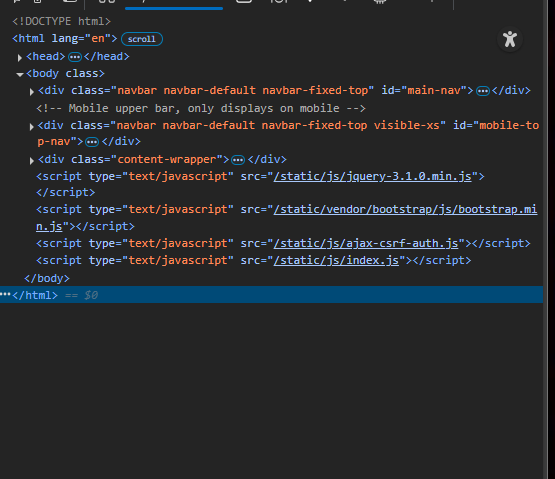 <!DOCTYPE html>
<html lang="en"> scroll
<head>…</head>
<body class>
<div class="navbar navbar-default navbar-fixed-top" id="main-nav">…</div>
<!-- Mobile upper bar, only displays on mobile -->
<div class="navbar navbar-default navbar-fixed-top visible-xs" id="mobile-to
p-nav">…</div>
<div class="content-wrapper">…</div>
<script type="text/javascript" src="/static/js/jquery-3.1.0.min.js">
</script>
<script type="text/javascript" src="/static/vendor/bootstrap/js/bootstrap.mi
n.js"></script>
<script type="text/javascript" src="/static/js/ajax-csrf-auth.js"></script>
<script type="text/javascript" src="/static/js/index.js"></script>
</body>
…</html> == $0